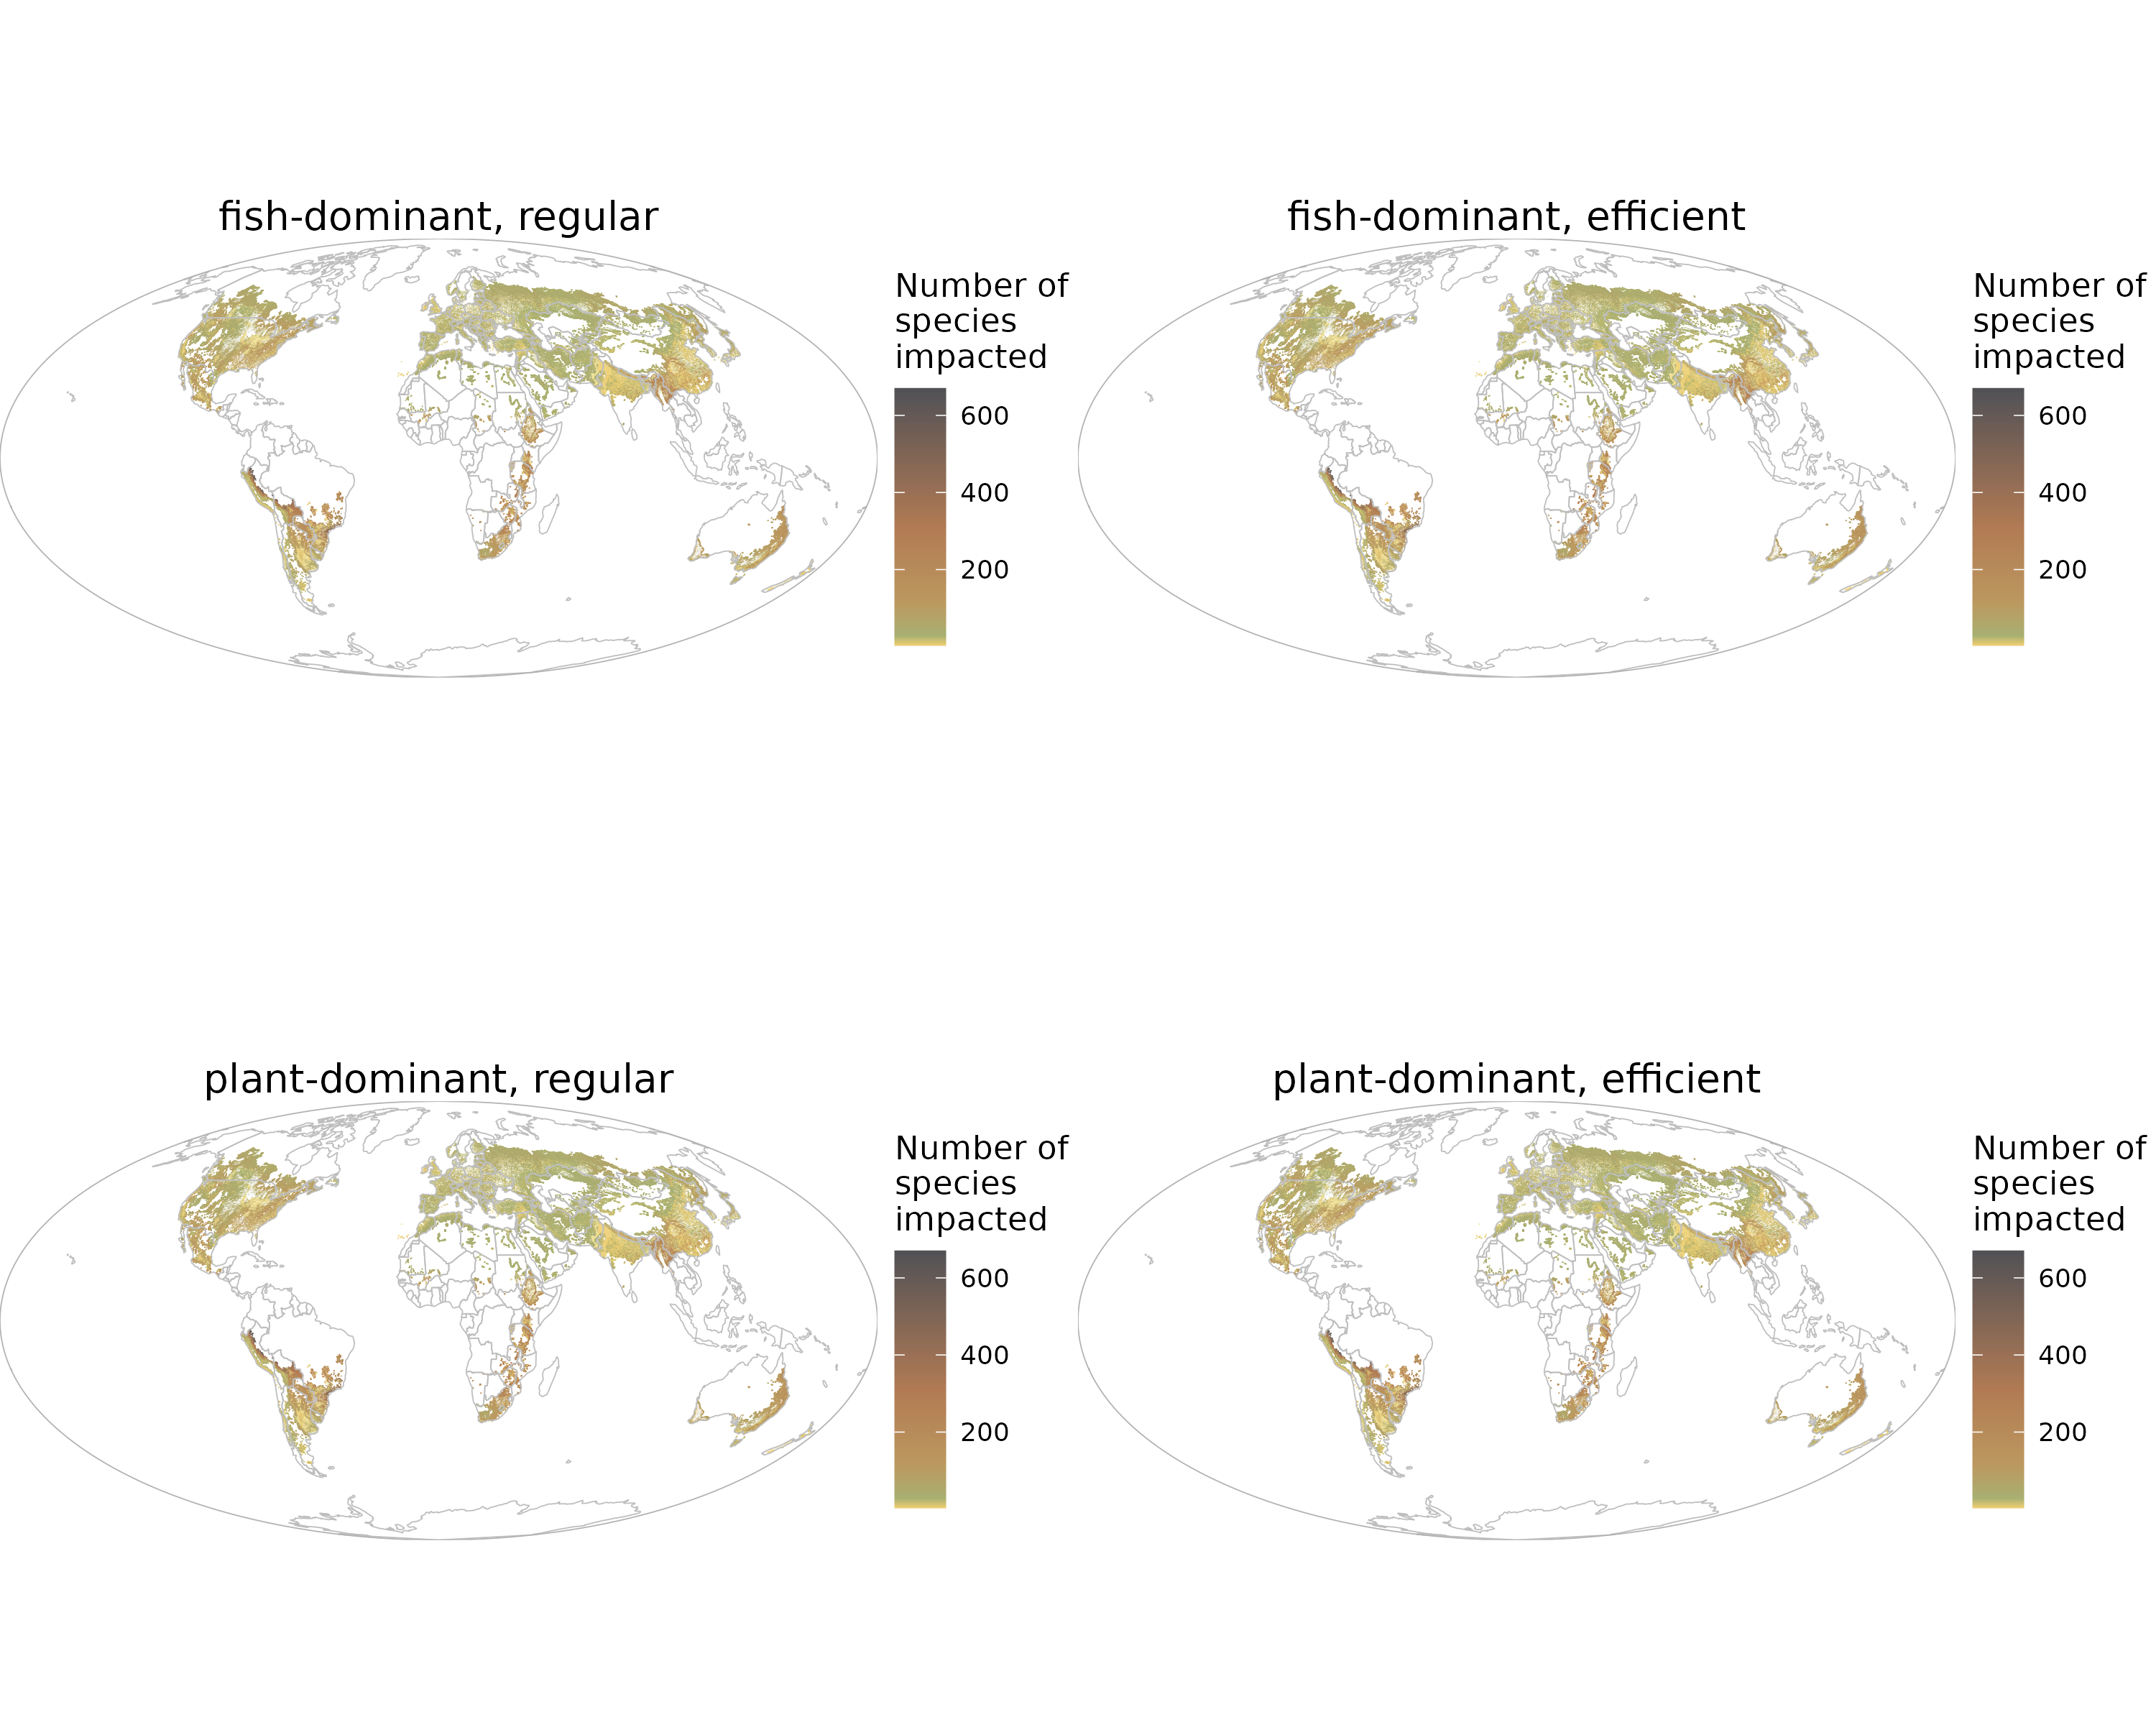 fish-dominant, regular
Number of
species
impacted
600
400
200
fish-dominant, efficient
Number of
species
impacted
600
400
200
plant-dominant, regular
Number of
species
impacted
600
400
200
plant-dominant, efficient
Number of
species
impacted
600
400
200